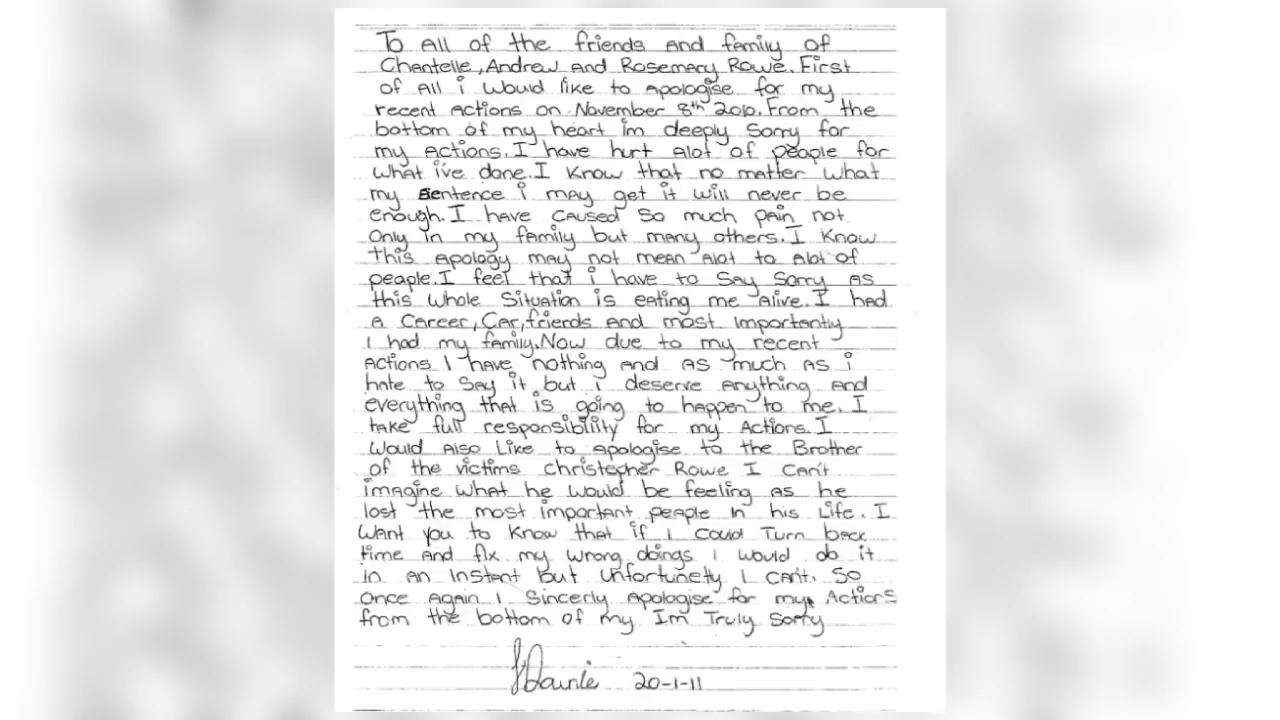 To All of the friends and family of
Chantelle, Andrew and Rosemary Rowe. First
of All i would like to Apologise for my
recent Actions on November 8th 2010. From the
bottom of my heart im deeply Sorry for
my Actions. I have hurt Alot of people for
what i've done. I know that no matter what
my Sentence i may get it will never be
enough. I have caused so much pain not
Only in my family but many others. I know
this apology may not mean Alot to Alot of
people. I feel that i have to Say Sorry As
this whole Situation is eating me Alive. I had
a Career, Car, friends and most importantly
I had my family. Now due to my recent
Actions I have nothing and as much as i
hate to Say it but i deserve anything and
everything that is going to happen to me. I
take full responsibility for my Actions. I
Would Also Like to Apologise to the Brother
of the victims Christopher Rowe I Can't
imagine what he would be feeling as he
lost the most important people in his Life. I
Want you to know that if I Could Turn back
time and fix my wrong doings I would do it
in an instant but unfortunetly I can't. So
Once Again I Sincerly Apologise for my Actions
from the bottom of my Im Truly Sorry
JDownie 20-1-11